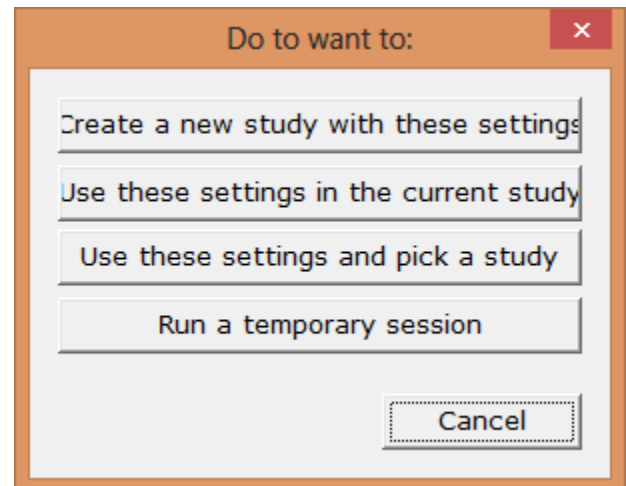 Do to want to:
Create a new study with these settings
Use these settings in the current study
Use these settings and pick a study
Run a temporary session
Cancel